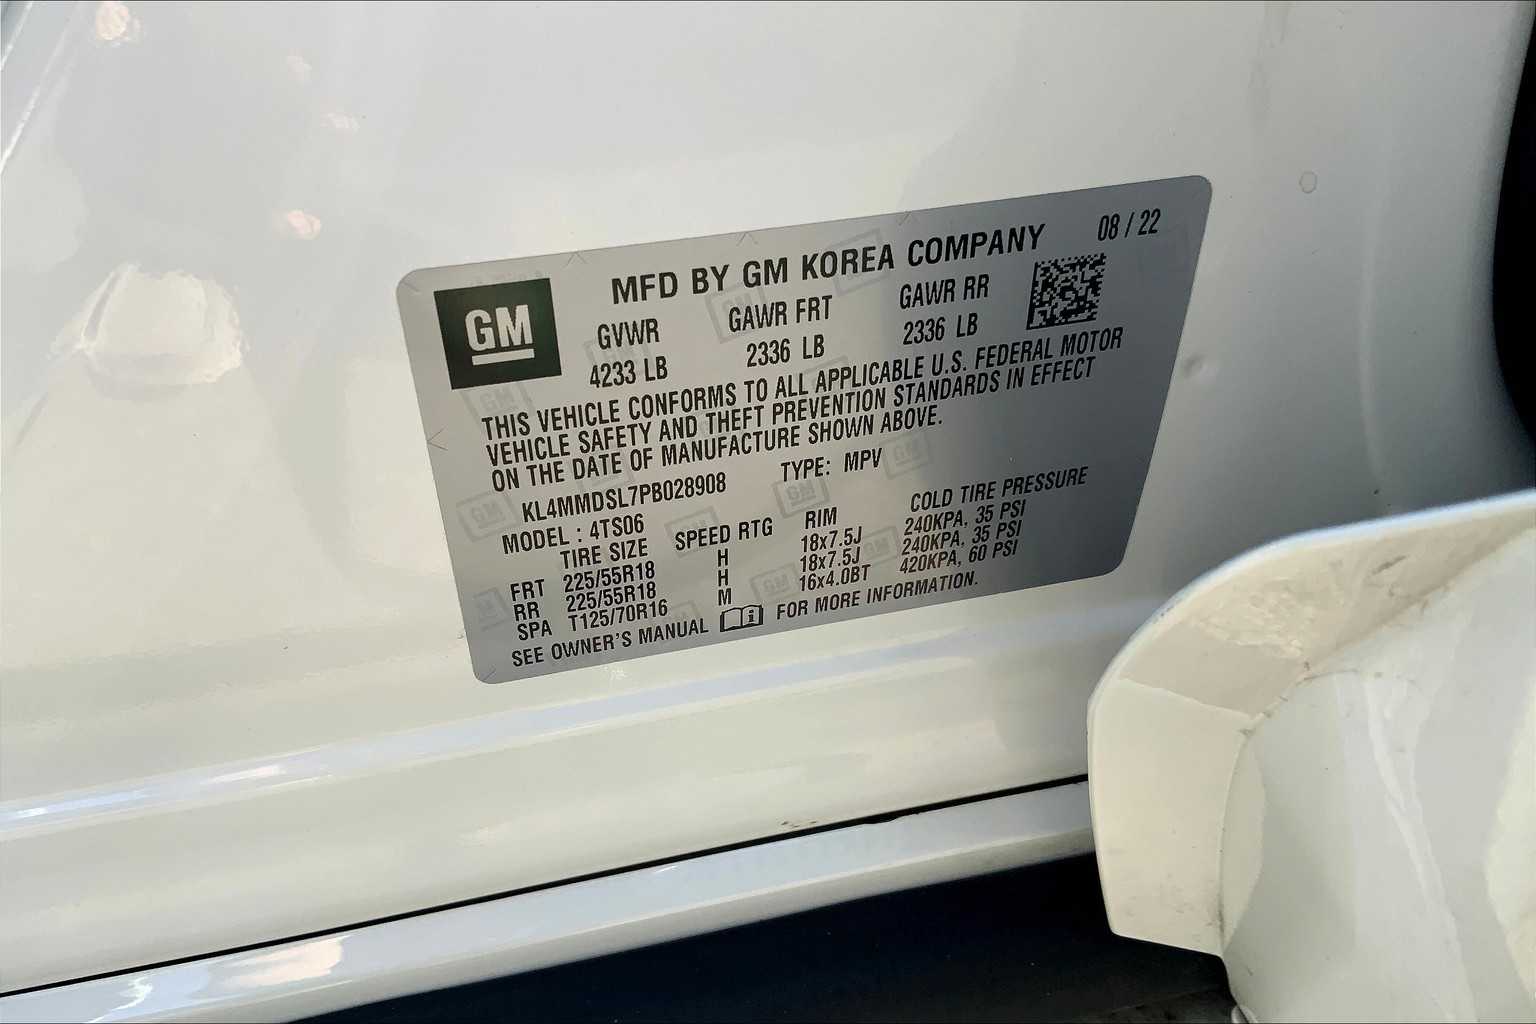 MFD BY GM KOREA COMPANY 08 / 22
GM
GVWR GAWR FRT GAWR RR
4233 LB 2336 LB 2336 LB
THIS VEHICLE CONFORMS TO ALL APPLICABLE U.S. FEDERAL MOTOR
VEHICLE SAFETY AND THEFT PREVENTION STANDARDS IN EFFECT
ON THE DATE OF MANUFACTURE SHOWN ABOVE.
KL4MMDSL7PB028908 TYPE: MPV
MODEL : 4TS06
TIRE SIZE SPEED RTG RIM COLD TIRE PRESSURE
FRT 225/55R18 H 18x7.5J 240KPA, 35 PSI
RR 225/55R18 H 18x7.5J 240KPA, 35 PSI
SPA T125/70R16 M 16x4.0BT 420KPA, 60 PSI
SEE OWNER'S MANUAL i FOR MORE INFORMATION.